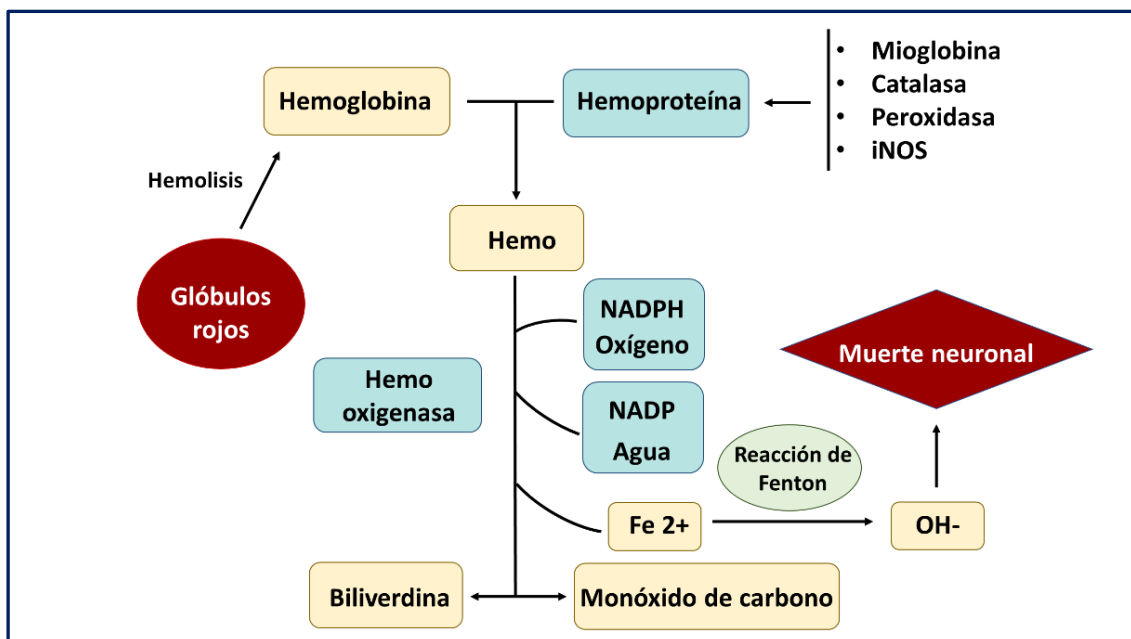 Hemoglobina
Hemoproteína
• Mioglobina
• Catalasa
• Peroxidasa
• iNOS
Hemolisis
Glóbulos
rojos
Hemo
NADPH
Oxígeno
Hemo
oxigenasa
NADP
Agua
Muerte neuronal
Reacción de
Fenton
Fe 2+
OH-
Biliverdina
Monóxido de carbono